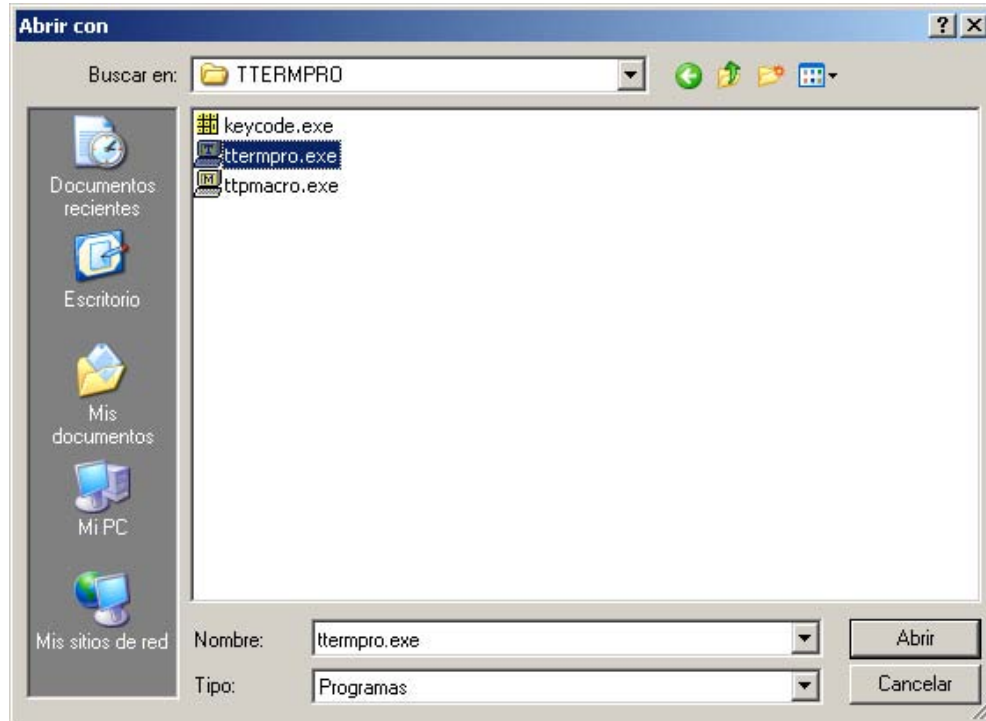 Abrir con
Buscar en: TTERMPRO
keycode.exe
ttermpro.exe
ttpmacro.exe
Documentos
recientes
Escritorio
Mis
documentos
Mi PC
Mis sitios de red
Nombre: ttermpro.exe Abrir
Tipo: Programas Cancelar